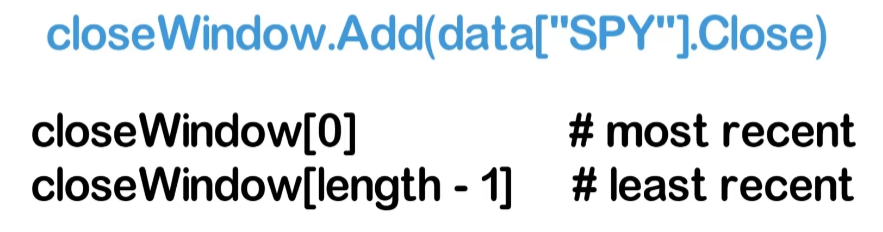 closeWindow.Add(data["SPY"].Close)
closeWindow[0] # most recent
closeWindow[length - 1] # least recent